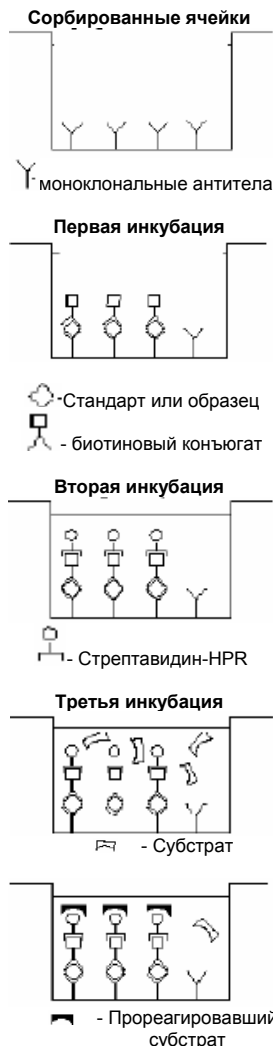 Сорбированные ячейки
моноклональные антитела
Первая инкубация
-Стандарт или образец
- биотиновый конъюгат
Вторая инкубация
- Стрептавидин-HPR
Третья инкубация
- Субстрат
- Прореагировавший
субстрат